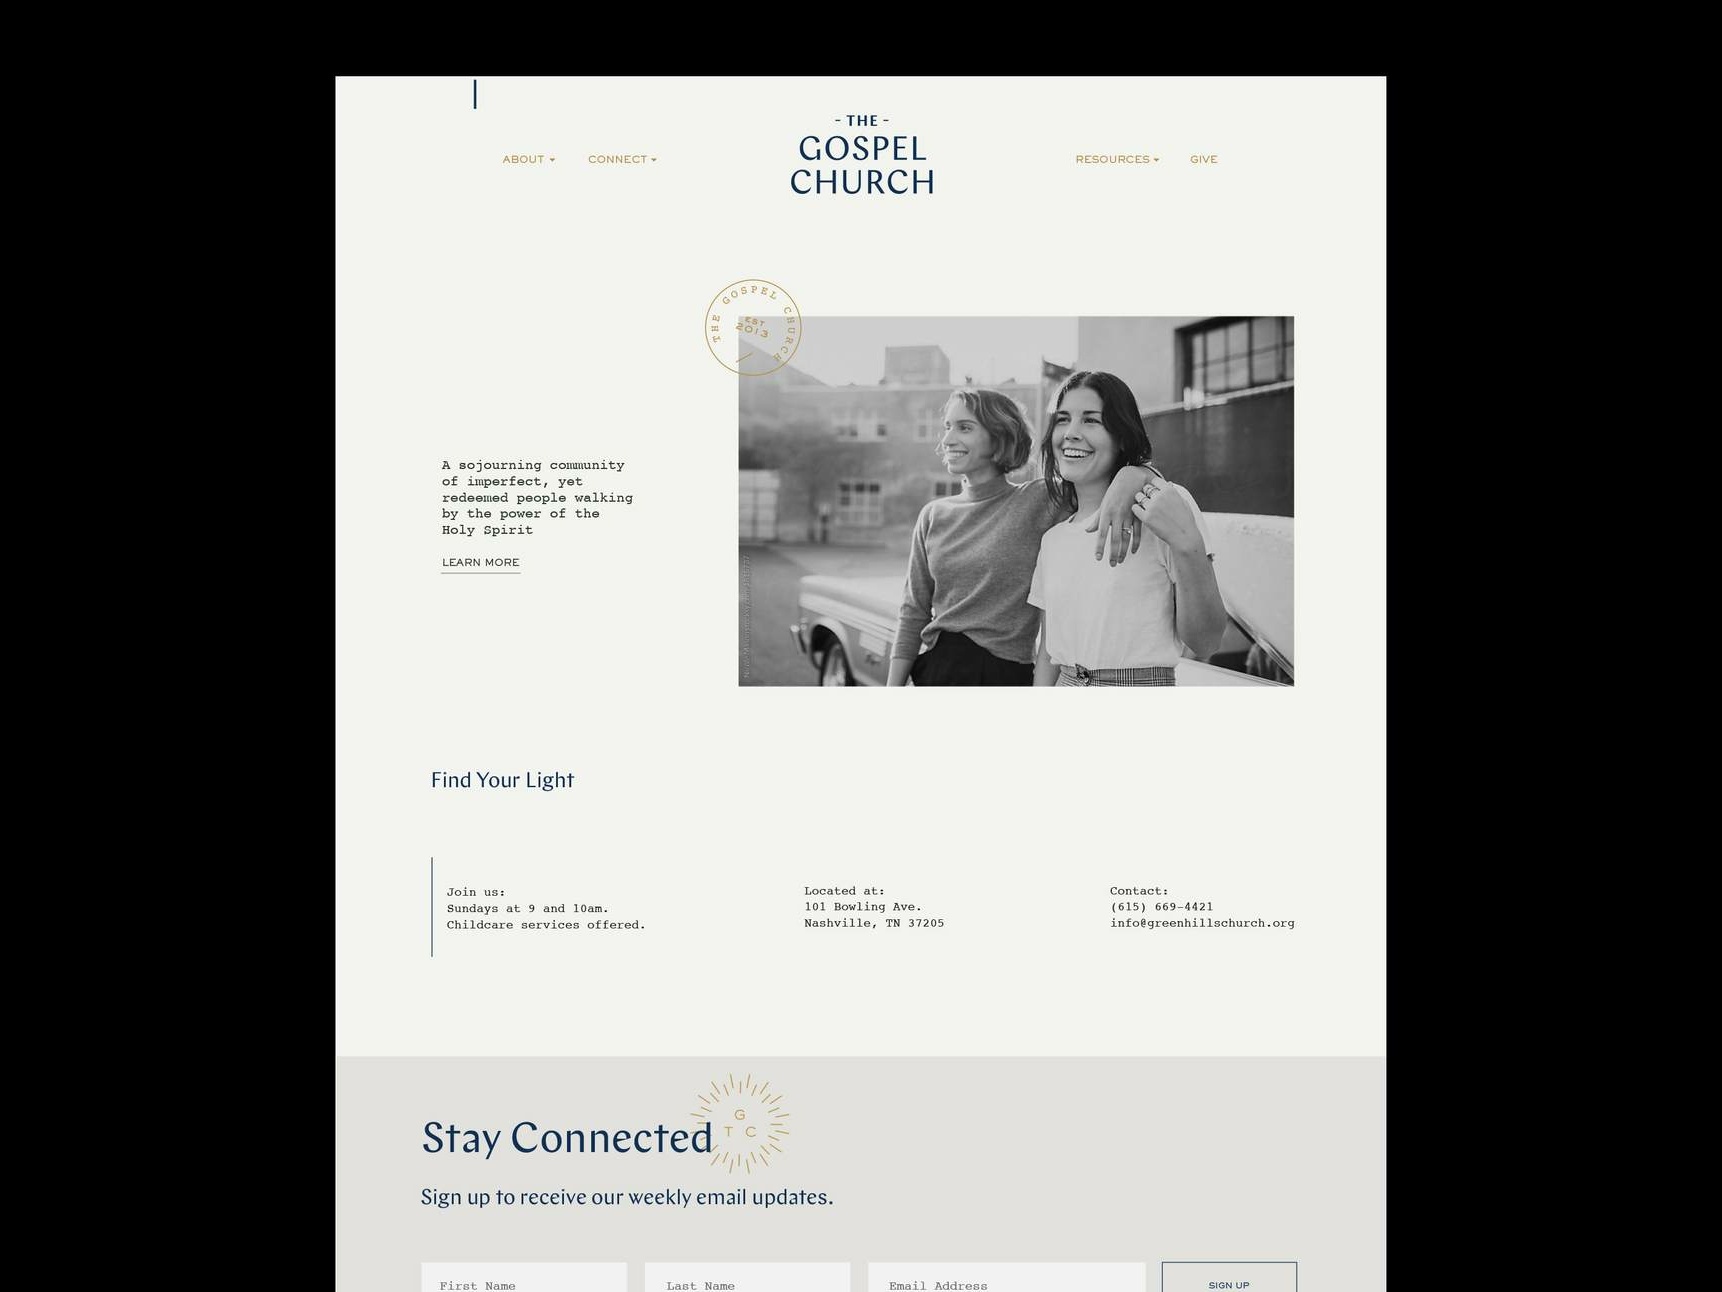 - THE -
GOSPEL
CHURCH
ABOUT
CONNECT
RESOURCES
GIVE
THE GOSPEL CHURCH
EST
2013
A sojourning community
of imperfect, yet
redeemed people walking
by the power of the
Holy Spirit
LEARN MORE
Find Your Light
Join us:
Sundays at 9 and 10am.
Childcare services offered.
Located at:
101 Bowling Ave.
Nashville, TN 37205
Contact:
(615) 669-4421
info@greenhillschurch.org
G
T C
Stay Connected
Sign up to receive our weekly email updates.
First Name
Last Name
Email Address
SIGN UP